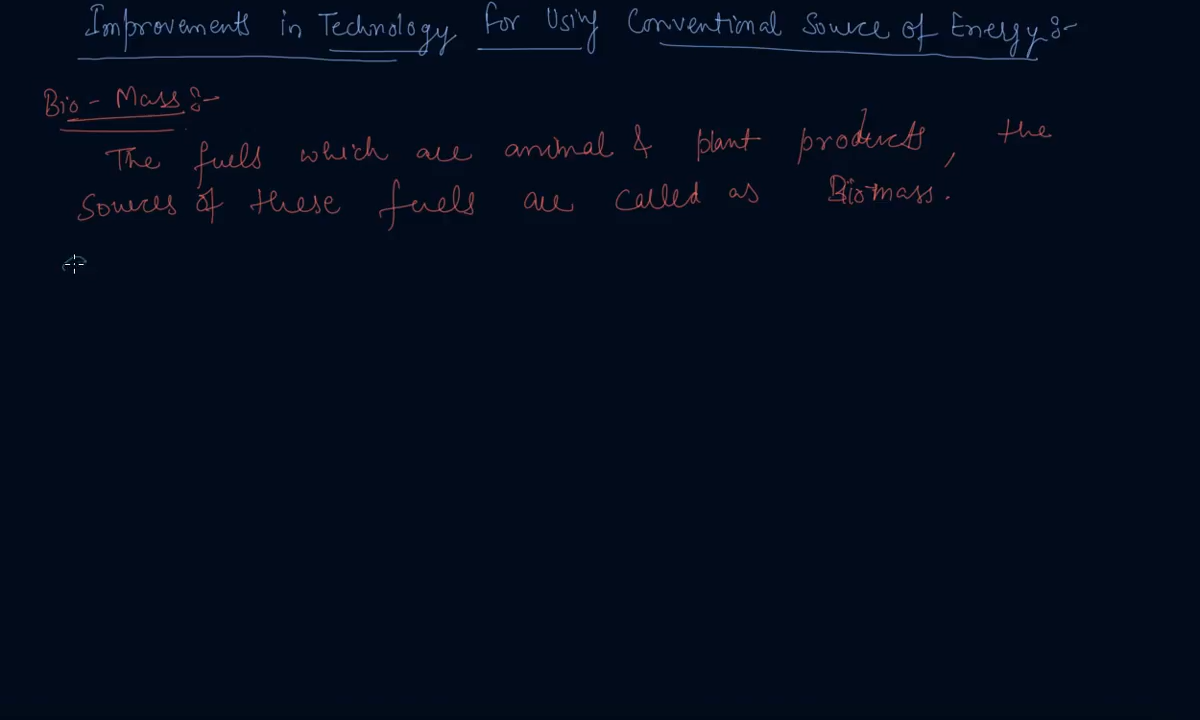 Improvements in Technology for Using Conventional Source of Energy:-
Bio - Mass:-
The fuels which are animal & plant products, the
sources of these fuels are called as Biomass.